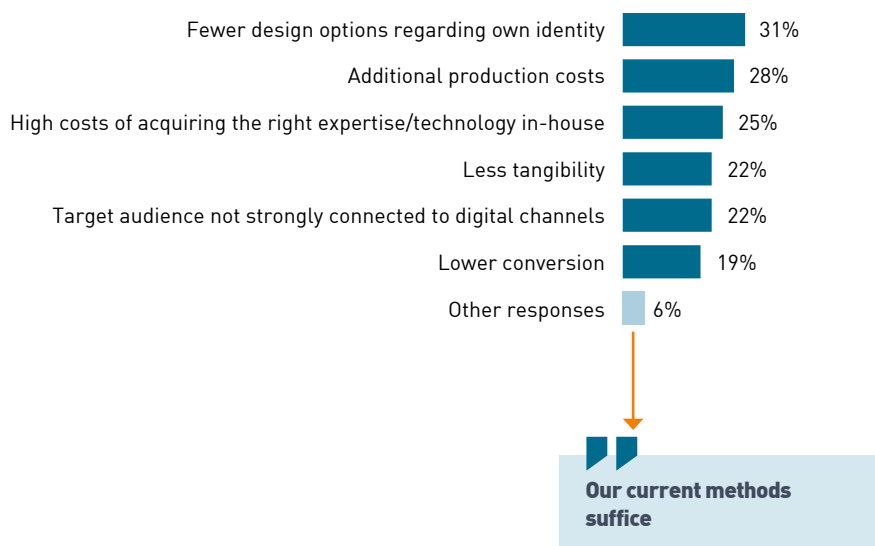 Fewer design options regarding own identity 31%
Additional production costs 28%
High costs of acquiring the right expertise/technology in-house 25%
Less tangibility 22%
Target audience not strongly connected to digital channels 22%
Lower conversion 19%
Other responses 6%
Our current methods
suffice